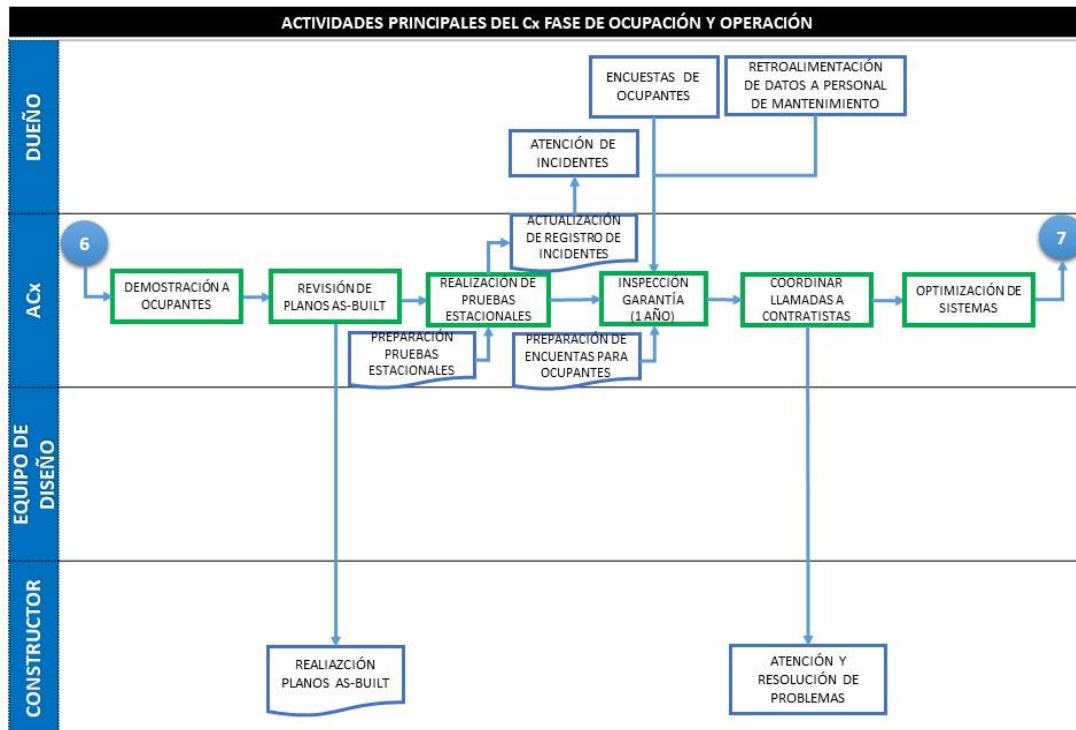 ACTIVIDADES PRINCIPALES DEL Cx FASE DE OCUPACIÓN Y OPERACIÓN
DUEÑO
ENCUESTAS DE
OCUPANTES
RETROALIMENTACIÓN
DE DATOS A PERSONAL
DE MANTENIMIENTO
ATENCIÓN DE
INCIDENTES
ACx
6
7
ACTUALIZACIÓN
DE REGISTRO DE
INCIDENTES
DEMOSTRACIÓN A
OCUPANTES
REVISIÓN DE
PLANOS AS-BUILT
REALIZACIÓN DE
PRUEBAS
ESTACIONALES
INSPECCIÓN
GARANTÍA
(1 AÑO)
COORDINAR
LLAMADAS A
CONTRATISTAS
OPTIMIZACIÓN DE
SISTEMAS
PREPARACIÓN
PRUEBAS
ESTACIONALES
PREPARACIÓN DE
ENCUENTAS PARA
OCUPANTES
EQUIPO DE
DISEÑO
CONSTRUCTOR
REALIAZCIÓN
PLANOS AS-BUILT
ATENCIÓN Y
RESOLUCIÓN DE
PROBLEMAS